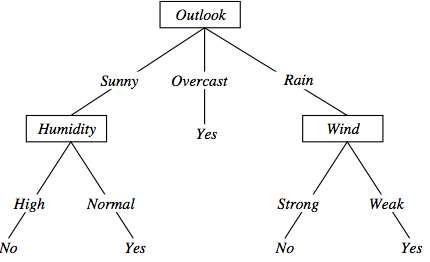 Outlook
Sunny Overcast Rain
Humidity Yes Wind
High Normal Strong Weak
No Yes No Yes